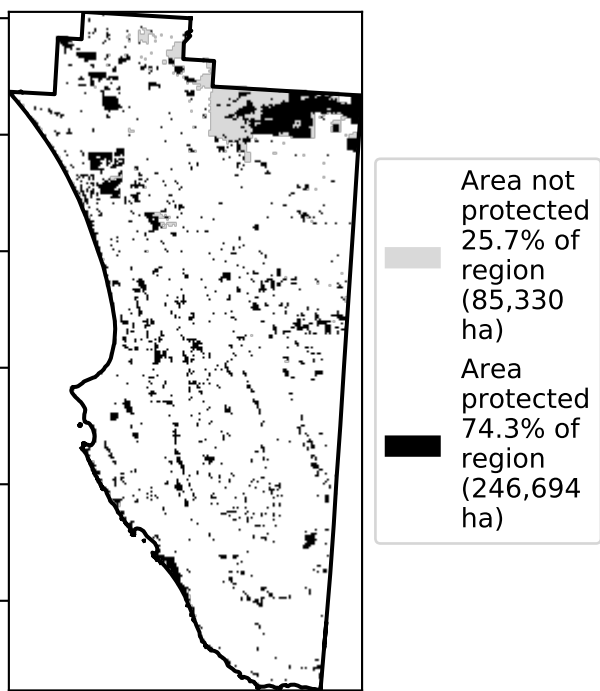 Area not
protected
25.7% of
region
(85,330
ha)
Area
protected
74.3% of
region
(246,694
ha)